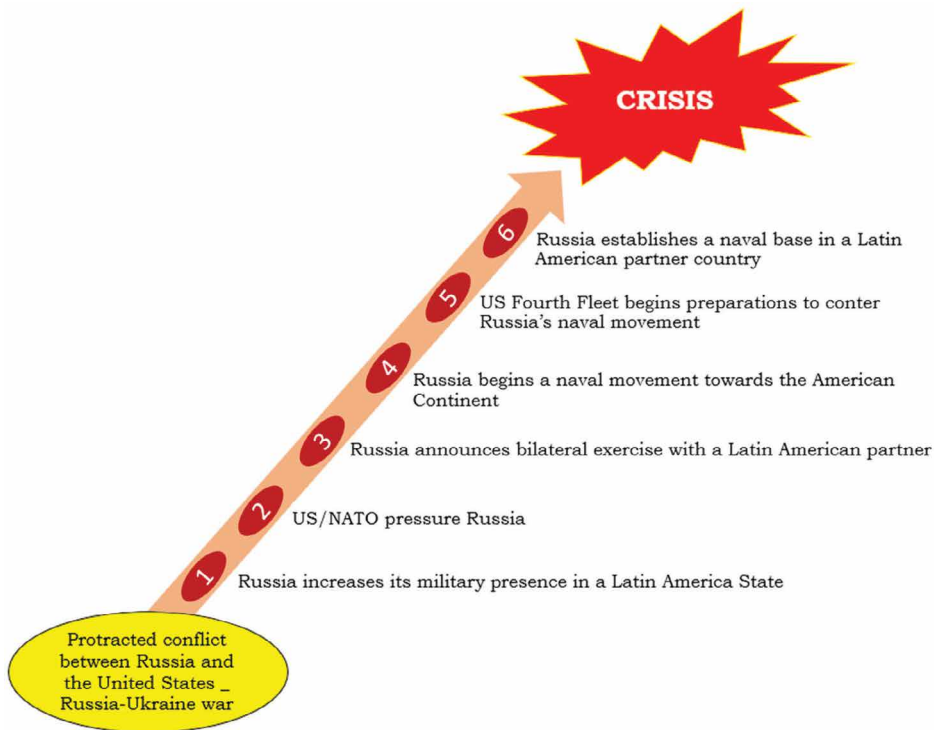 CRISIS
6
Russia establishes a naval base in a Latin
American partner country
5
US Fourth Fleet begins preparations to conter
Russia's naval movement
4
Russia begins a naval movement towards the American
Continent
3
Russia announces bilateral exercise with a Latin American partner
2
US/NATO pressure Russia
1
Russia increases its military presence in a Latin America State
Protracted conflict
between Russia and
the United States _
Russia-Ukraine war